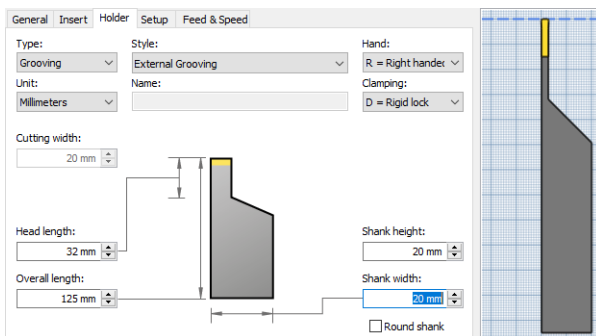 General Insert Holder Setup Feed & Speed
Type: Style: Hand:
Grooving External Grooving R = Right handed
Unit: Name: Clamping:
Millimeters D = Rigid lock
Cutting width:
20 mm
Head length: Shank height:
32 mm 20 mm
Overall length: Shank width:
125 mm 20 mm
Round shank